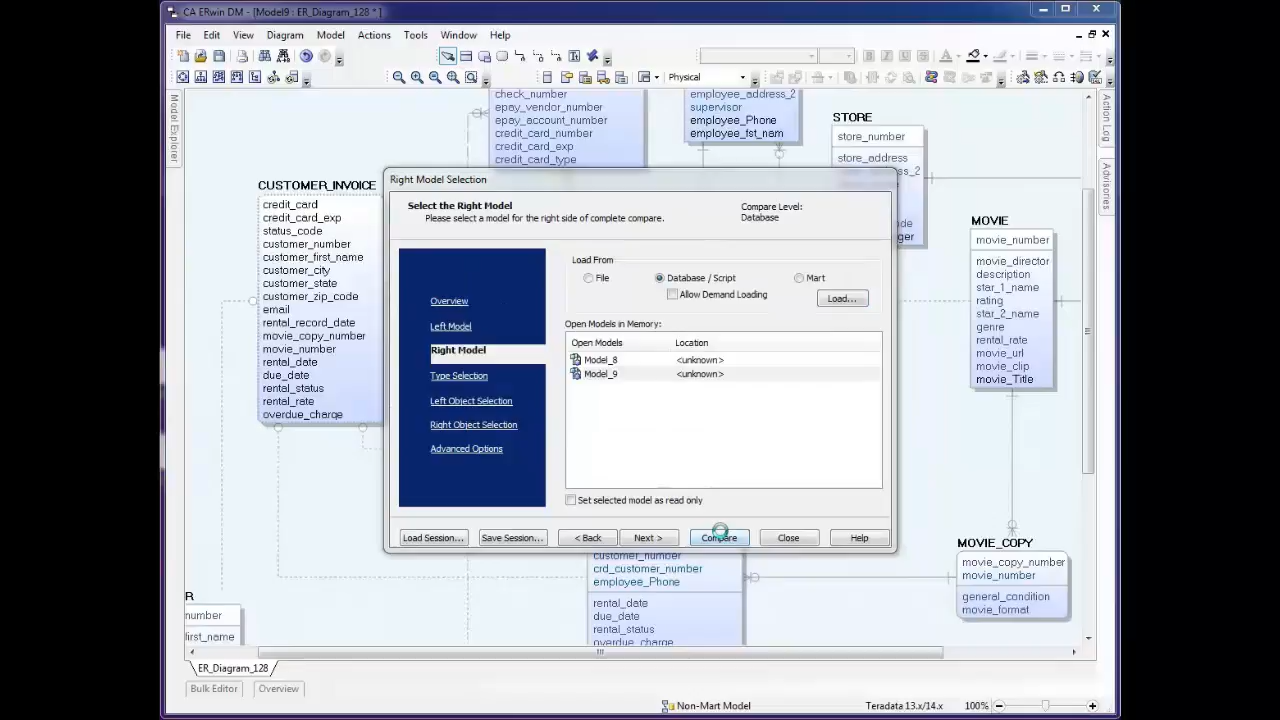 CA ERwin DM - [Model9 : ER_Diagram_128 * ]
File Edit View Diagram Model Actions Tools Window Help
Physical
Model Explorer
Action Log
Advisories
check_number
epay_vendor_number
epay_account_number
credit_card_number
credit_card_exp
credit_card_type
employee_address_2
supervisor
employee_Phone
employee_fst_nam
STORE
store_number
store_address
s_2
de
ger
CUSTOMER_INVOICE
credit_card
credit_card_exp
status_code
customer_number
customer_first_name
customer_city
customer_state
customer_zip_code
email
rental_record_date
movie_copy_number
movie_number
rental_date
due_date
rental_status
rental_rate
overdue_charge
MOVIE
movie_number
movie_director
description
star_1_name
rating
star_2_name
genre
rental_rate
movie_url
movie_clip
movie_Title
Right Model Selection
Select the Right Model
Please select a model for the right side of complete compare.
Compare Level:
Database
Overview
Left Model
Right Model
Type Selection
Left Object Selection
Right Object Selection
Advanced Options
Load From
File Database / Script Mart
Allow Demand Loading
Load...
Open Models in Memory:
Open Models Location
Model_8 <unknown>
Model_9 <unknown>
Set selected model as read only
Load Session... Save Session... < Back Next > Compare Close Help
customer_number
crd_customer_number
employee_Phone
rental_date
due_date
rental_status
overdue_charge
MOVIE_COPY
movie_copy_number
movie_number
general_condition
movie_format
R
number
first_name
ER_Diagram_128
Bulk Editor Overview
Non-Mart Model Teradata 13.x/14.x 100%